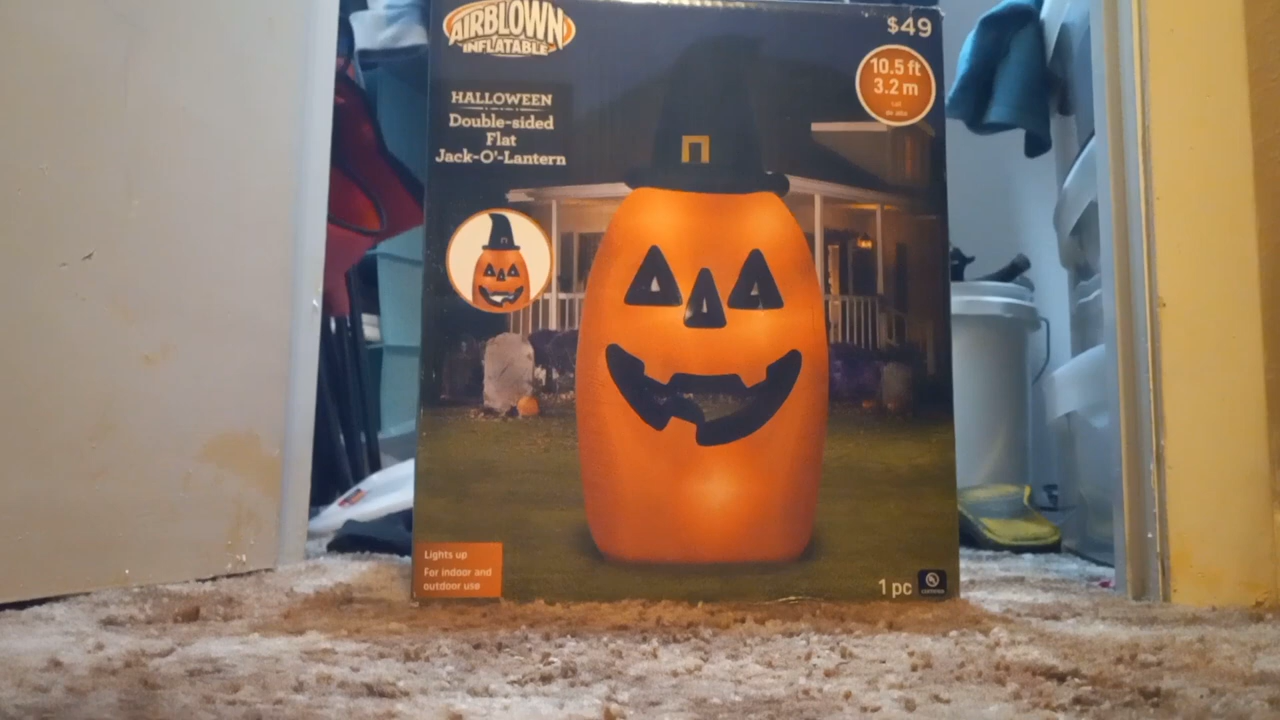 AIRBLOWN
INFLATABLE
$49
10.5 ft
3.2 m
HALLOWEEN
Double-sided
Flat
Jack-O'-Lantern
Lights up
For indoor and
outdoor use
1 pc